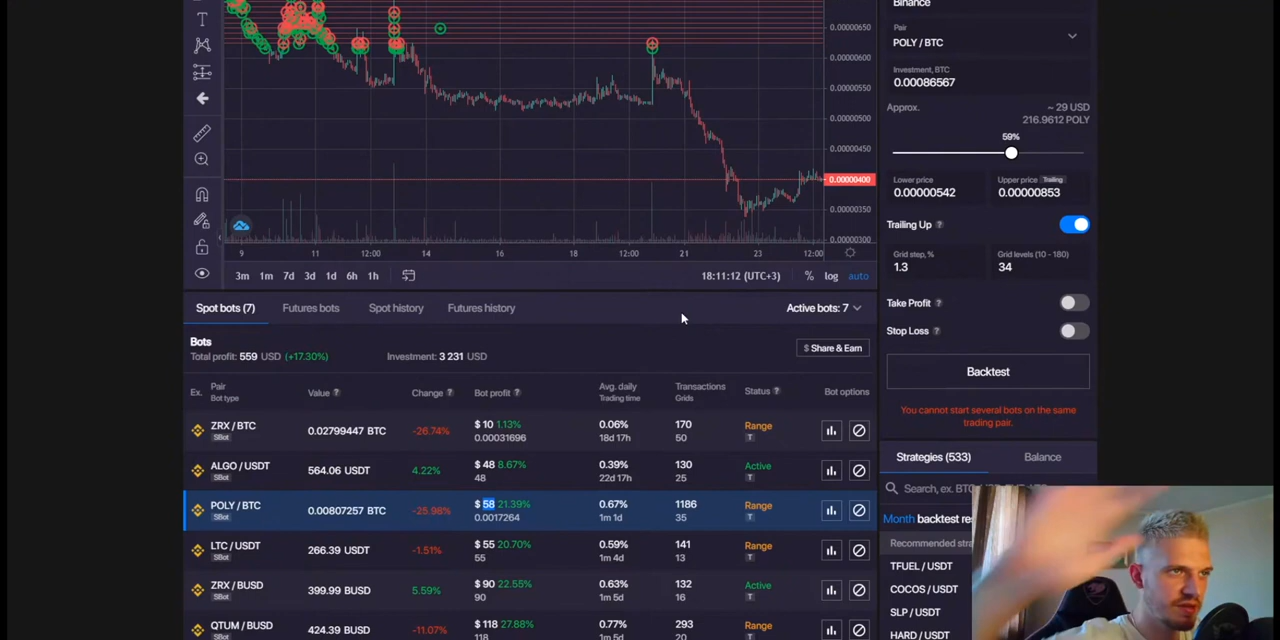 Binance
Pair
POLY / BTC
Investment, BTC
0.00086567
Approx. ~ 29 USD
216.9612 POLY
59%
Lower price Upper price Trailing
0.00000542 0.00000853
Trailing Up ?
Grid step, % Grid levels (10 - 180)
1.3 34
Take Profit ?
Stop Loss ?
Backtest
You cannot start several bots on the same
trading pair.
Strategies (533) Balance
Search, ex. BTC
Month backtest res
Recommended stra
TFUEL / USDT
COCOS / USDT
SLP / USDT
HARD / USDT
0.00000650
0.00000600
0.00000550
0.00000500
0.00000450
0.00000400
0.00000350
0.00000300
9 11 12:00 14 16 18 12:00 21 23 12:00
3m 1m 7d 3d 1d 6h 1h 18:11:12 (UTC+3) % log auto
Spot bots (7) Futures bots Spot history Futures history Active bots: 7
Bots
Total profit: 559 USD (+17.30%) Investment: 3 231 USD $ Share & Earn
Ex. Pair Value ? Change ? Bot profit ? Avg. daily Transactions Status ? Bot options
Bot type Trading time Grids
ZRX / BTC 0.02799447 BTC -26.74% $ 10 1.13% 0.06% 170 Range
SBot 0.00031696 18d 17h 50 T
ALGO / USDT 564.06 USDT 4.22% $ 48 8.67% 0.39% 130 Active
SBot 48 22d 17h 25 T
POLY / BTC 0.00807257 BTC -25.98% $ 58 21.39% 0.67% 1186 Range
SBot 0.0017264 1m 1d 35 T
LTC / USDT 266.39 USDT -1.51% $ 55 20.70% 0.59% 141 Range
SBot 55 1m 4d 13 T
ZRX / BUSD 399.99 BUSD 5.59% $ 90 22.55% 0.63% 132 Active
SBot 90 1m 5d 16 T
QTUM / BUSD 424.39 BUSD -11.07% $ 118 27.88% 0.77% 293 Range
SBot 118 1m 5d 20 T